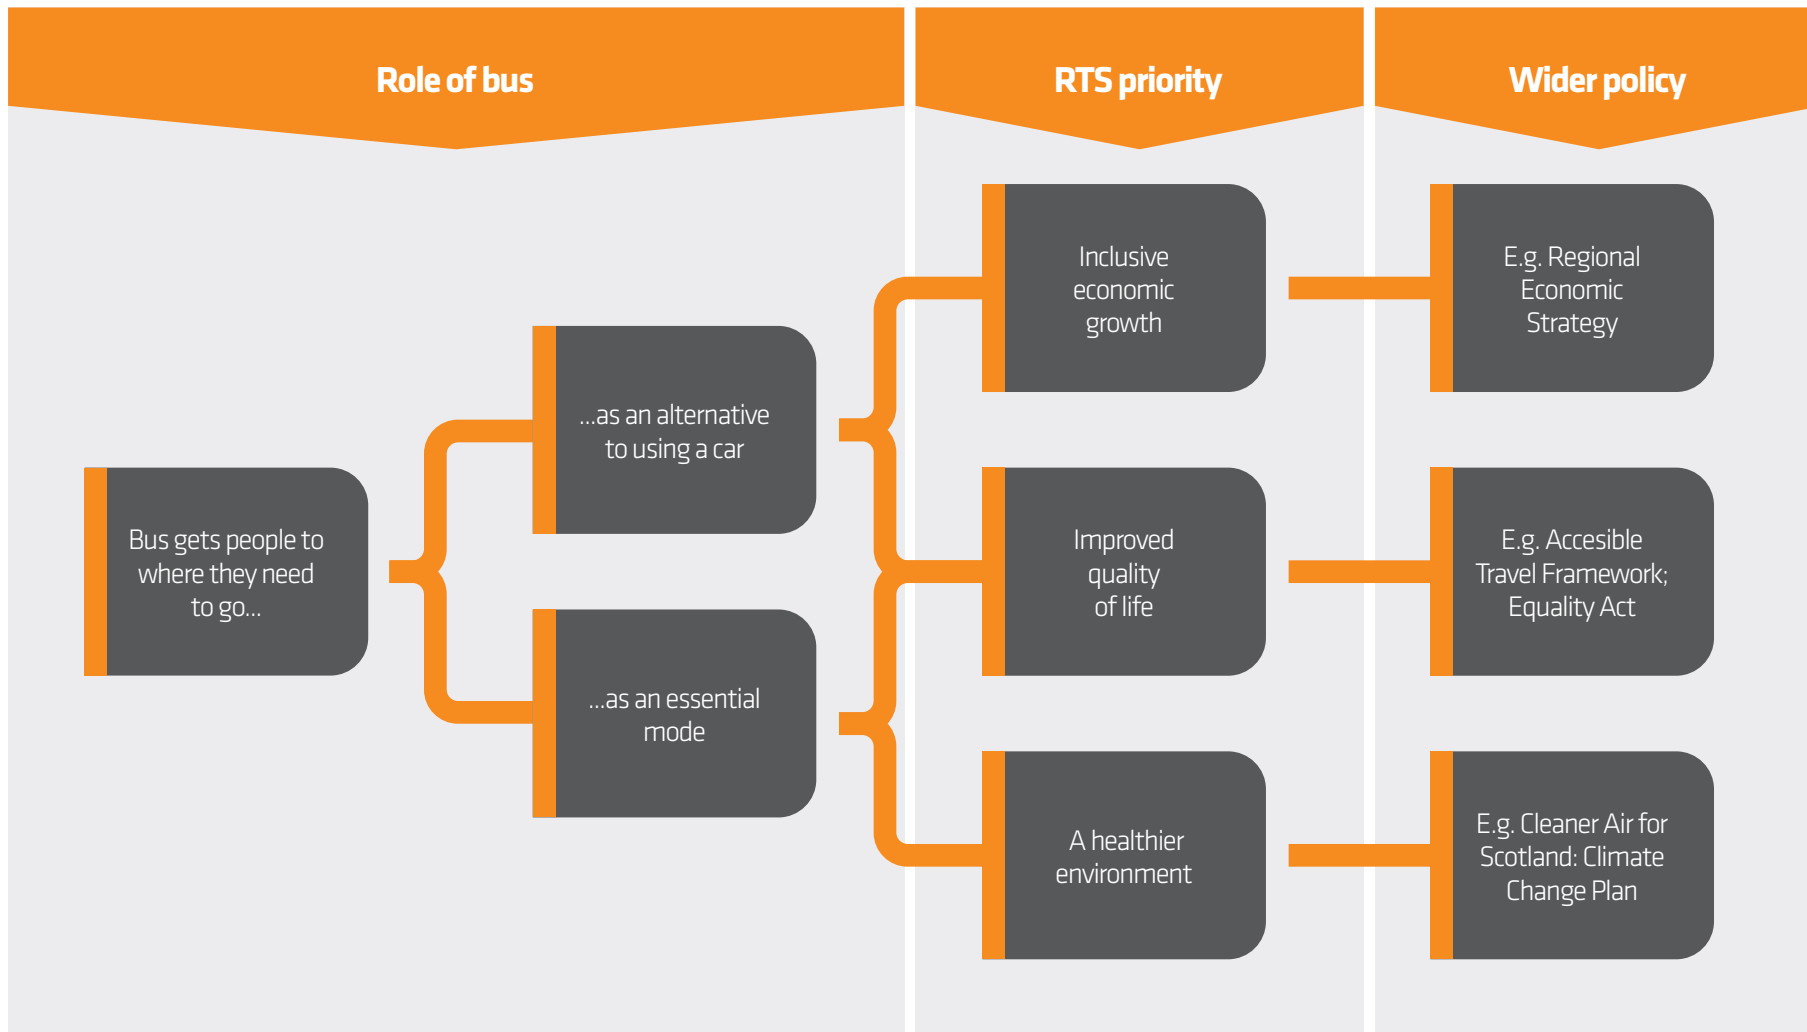 Role of bus
RTS priority
Wider policy
Bus gets people to
where they need
to go...
...as an alternative
to using a car
...as an essential
mode
Inclusive
economic
growth
Improved
quality
of life
A healthier
environment
E.g. Regional
Economic
Strategy
E.g. Accesible
Travel Framework;
Equality Act
E.g. Cleaner Air for
Scotland: Climate
Change Plan